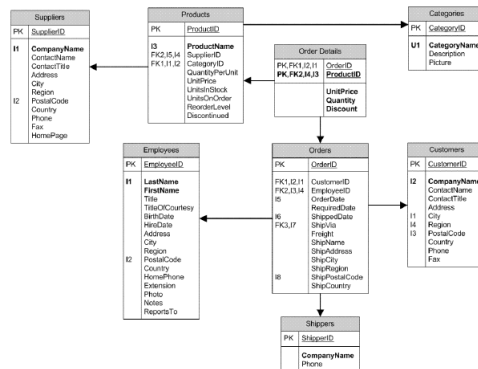 Suppliers
PK SupplierID
I1 CompanyName
ContactName
ContactTitle
Address
City
Region
I2 PostalCode
Country
Phone
Fax
HomePage
Products
PK ProductID
I3 ProductName
FK2,I5,I4 SupplierID
FK1,I1,I2 CategoryID
QuantityPerUnit
UnitPrice
UnitsInStock
UnitsOnOrder
ReorderLevel
Discontinued
Order Details
PK,FK1,I2,I1 OrderID
PK,FK2,I4,I3 ProductID
UnitPrice
Quantity
Discount
Categories
PK CategoryID
U1 CategoryName
Description
Picture
Employees
PK EmployeeID
I1 LastName
FirstName
Title
TitleOfCourtesy
BirthDate
HireDate
Address
City
Region
I2 PostalCode
Country
HomePhone
Extension
Photo
Notes
ReportsTo
Orders
PK OrderID
FK1,I2,I1 CustomerID
FK2,I3,I4 EmployeeID
I5 OrderDate
RequiredDate
I6 ShippedDate
FK3,I7 ShipVia
Freight
ShipName
ShipAddress
ShipCity
ShipRegion
I8 ShipPostalCode
ShipCountry
Customers
PK CustomerID
I2 CompanyName
ContactName
ContactTitle
Address
I1 City
I4 Region
I3 PostalCode
Country
Phone
Fax
Shippers
PK ShipperID
CompanyName
Phone